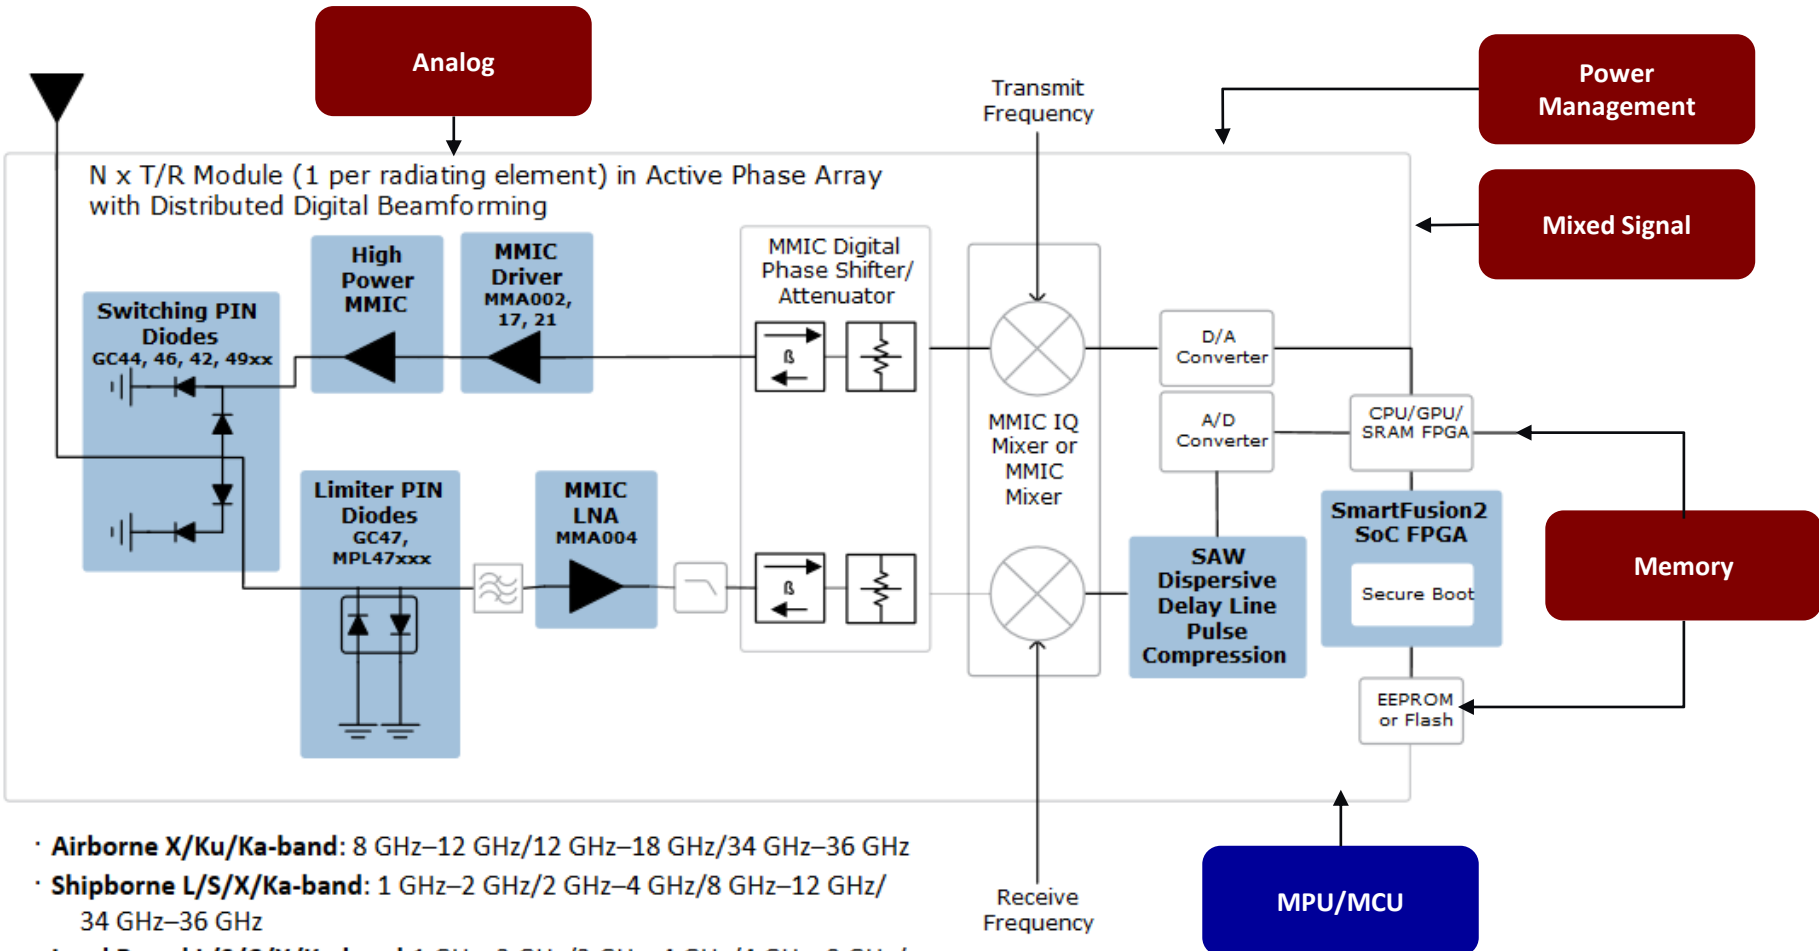 Analog
Power
Management
Transmit
Frequency
Mixed Signal
N x T/R Module (1 per radiating element) in Active Phase Array
with Distributed Digital Beamforming
High
Power
MMIC
MMIC
Driver
MMA002,
17, 21
MMIC Digital
Phase Shifter/
Attenuator
Switching PIN
Diodes
GC44, 46, 42, 49xx
ß
D/A
Converter
A/D
Converter
CPU/GPU/
SRAM FPGA
MMIC IQ
Mixer or
MMIC
Mixer
Limiter PIN
Diodes
GC47,
MPL47xxx
MMIC
LNA
MMA004
ß
SAW
Dispersive
Delay Line
Pulse
Compression
SmartFusion2
SoC FPGA
Secure Boot
Memory
EEPROM
or Flash
· Airborne X/Ku/Ka-band: 8 GHz–12 GHz/12 GHz–18 GHz/34 GHz–36 GHz
· Shipborne L/S/X/Ka-band: 1 GHz–2 GHz/2 GHz–4 GHz/8 GHz–12 GHz/
34 GHz–36 GHz
Receive
Frequency
MPU/MCU